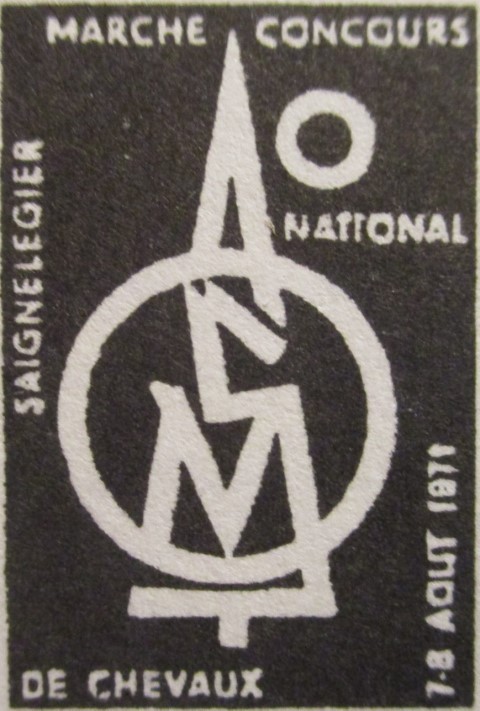 MARCHE CONCOURS
NATIONAL
SAIGNELEGIER
DE CHEVAUX
7-8 AOUT 1971